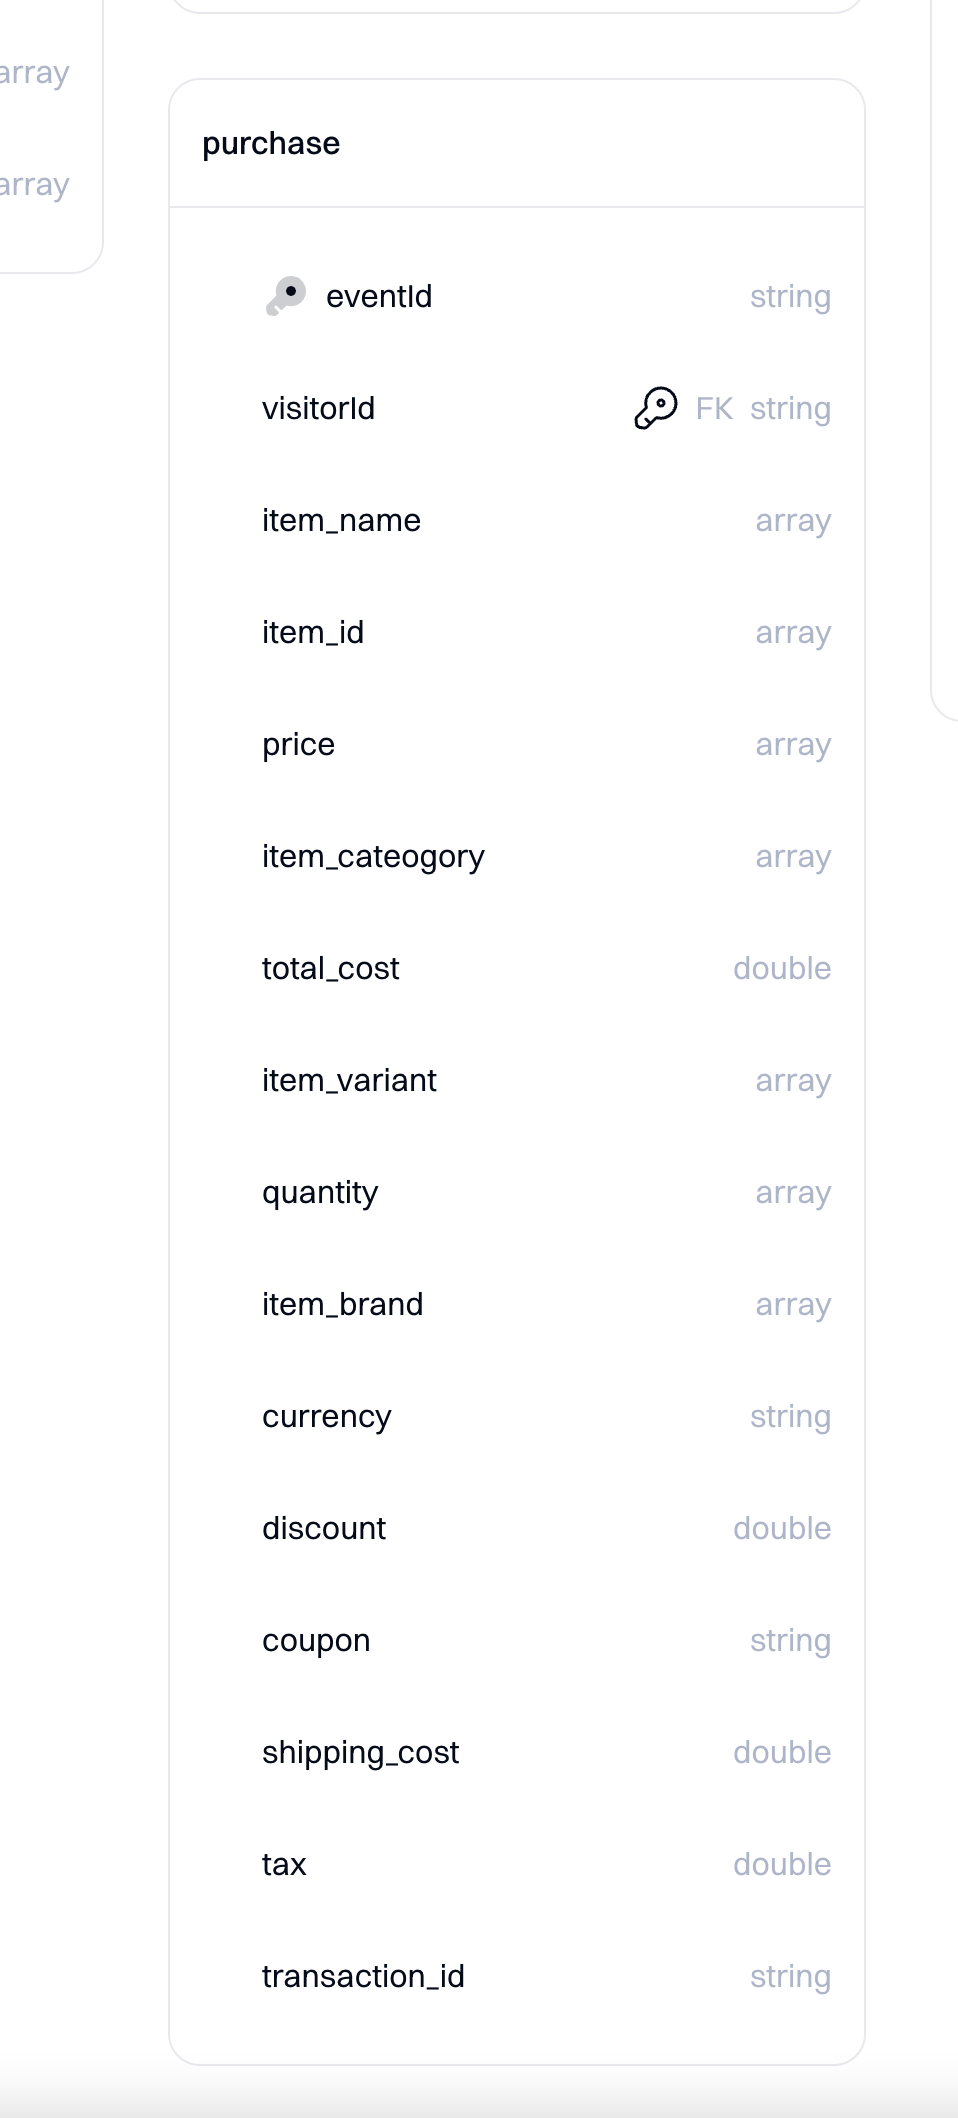 array
array
purchase
eventId string
visitorId FK string
item_name array
item_id array
price array
item_cateogory array
total_cost double
item_variant array
quantity array
item_brand array
currency string
discount double
coupon string
shipping_cost double
tax double
transaction_id string